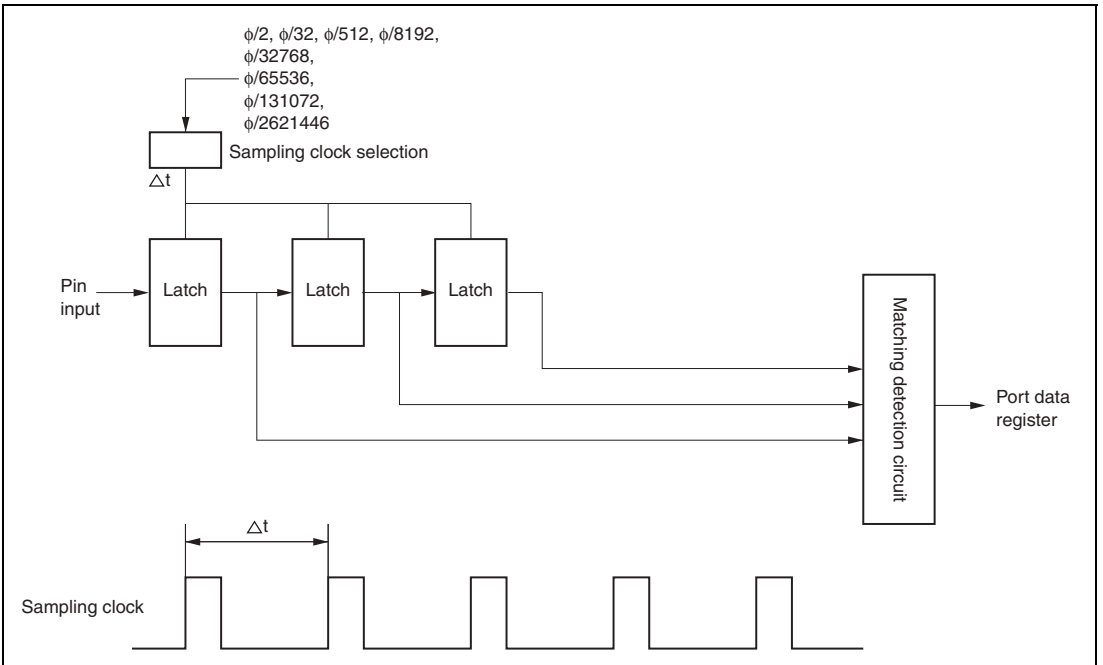 ϕ/2, ϕ/32, ϕ/512, ϕ/8192,
ϕ/32768,
ϕ/65536,
ϕ/131072,
ϕ/2621446
Sampling clock selection
△t
Pin
input
Latch
Latch
Latch
Matching detection circuit
Port data
register
△t
Sampling clock